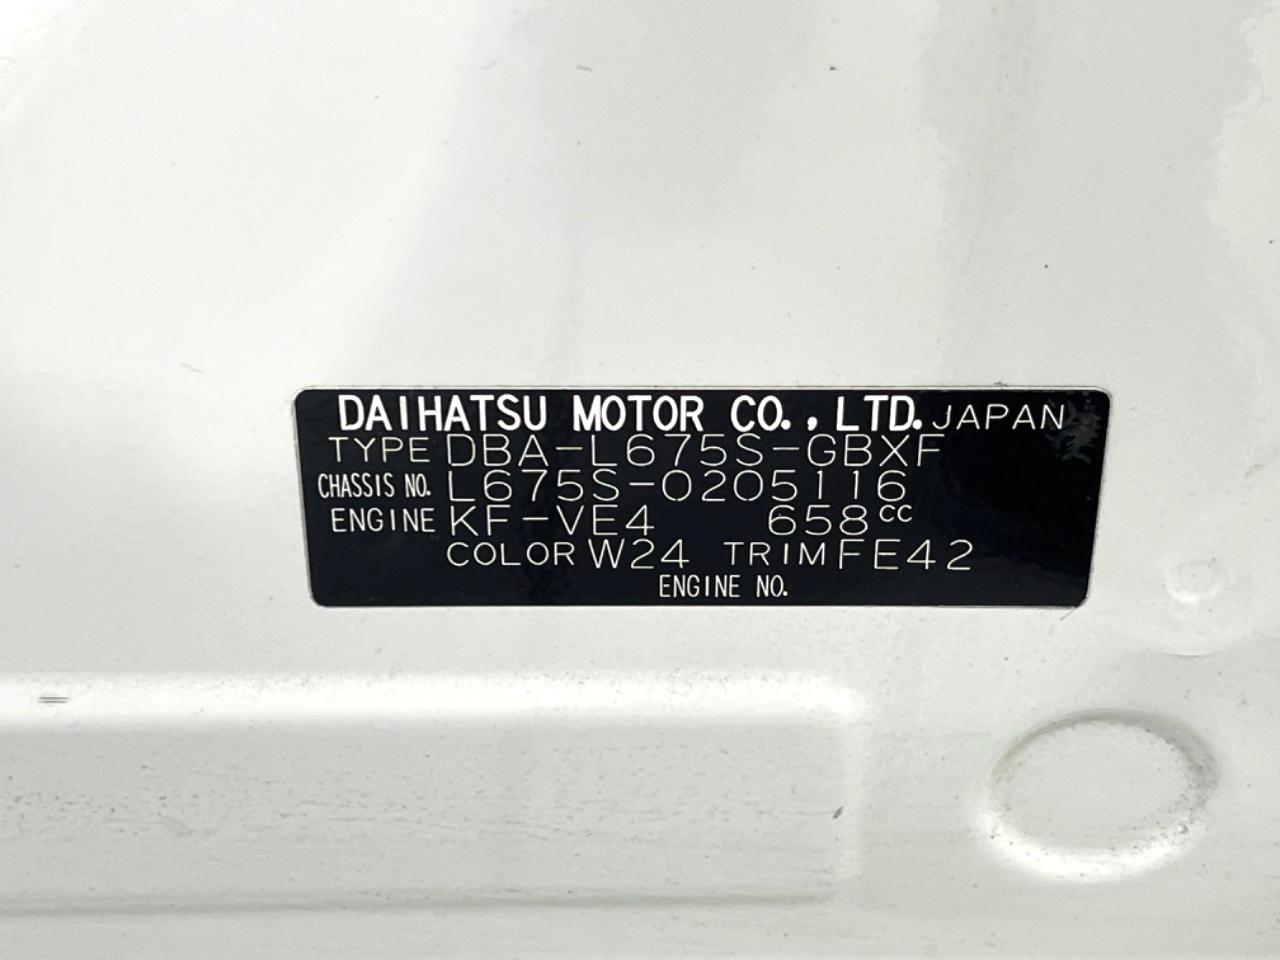 DAIHATSU MOTOR CO.,LTD. JAPAN
TYPE DBA-L675S-GBXF
CHASSIS NO. L675S-0205116
ENGINE KF-VE4 658cc
COLOR W24 TRIM FE42
ENGINE NO.